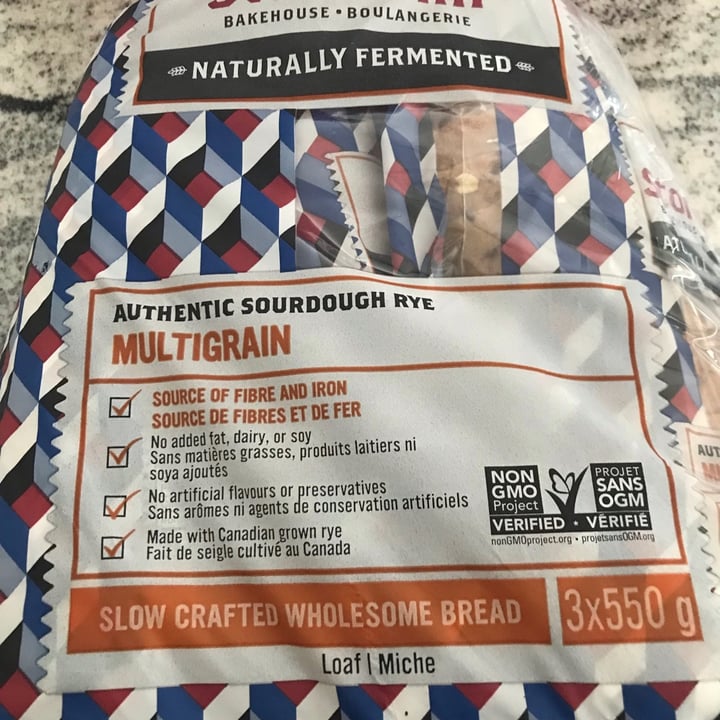 BAKEHOUSE • BOULANGERIE
NATURALLY FERMENTED
AUTHENTIC SOURDOUGH RYE
MULTIGRAIN
SOURCE OF FIBRE AND IRON
SOURCE DE FIBRES ET DE FER
No added fat, dairy, or soy
Sans matières grasses, produits laitiers ni
soya ajoutés
No artificial flavours or preservatives
Sans arômes ni agents de conservation artificiels
Made with Canadian grown rye
Fait de seigle cultivé au Canada
NON
GMO
Project
PROJET
SANS
OGM
VERIFIED • VÉRIFIÉ
nonGMOproject.org • projetsansOGM.org
SLOW CRAFTED WHOLESOME BREAD
3x550 g
Loaf | Miche